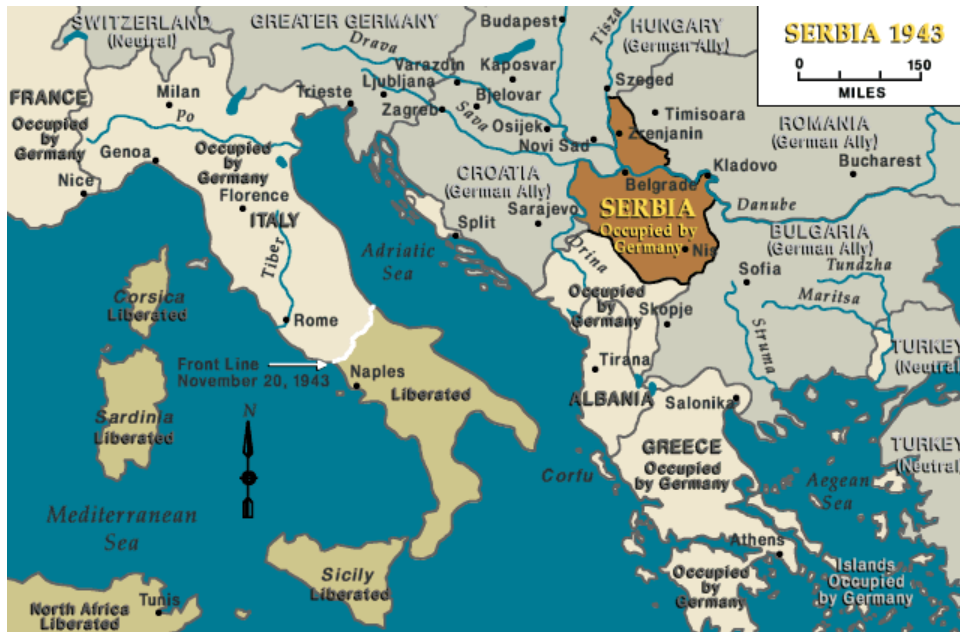 SERBIA 1943
0 150
MILES
SWITZERLAND
(Neutral)
GREATER GERMANY
Budapest
Tisza
HUNGARY
(German Ally)
Drava
Varazdin
Kaposvar
Szeged
Ljubljana
Milan
FRANCE
Occupied
by
Germany
Trieste
Zagreb
Bjelovar
Timisoara
Po
Sava
Osijek
Zrenjanin
ROMANIA
(German Ally)
Novi Sad
Genoa
Occupied
by
Germany
Kladovo
Bucharest
Nice
Florence
CROATIA
(German Ally)
Belgrade
ITALY
Sarajevo
SERBIA
Occupied by
Germany
Danube
Split
Nis
BULGARIA
(German Ally)
Tiber
Adriatic
Sea
Drina
Sofia
Tundzha
Maritsa
Corsica
Liberated
Occupied
by
Germany
Skopje
Struma
Rome
TURKEY
(Neutral)
Front Line
November 20, 1943
Naples
Tirana
Liberated
ALBANIA
Salonika
Sardinia
Liberated
N
GREECE
Occupied
by Germany
TURKEY
(Neutral)
Corfu
Aegean
Sea
Mediterranean
Sea
Athens
Sicily
Liberated
Occupied
by
Germany
Islands
Occupied
by Germany
North Africa
Liberated
Tunis